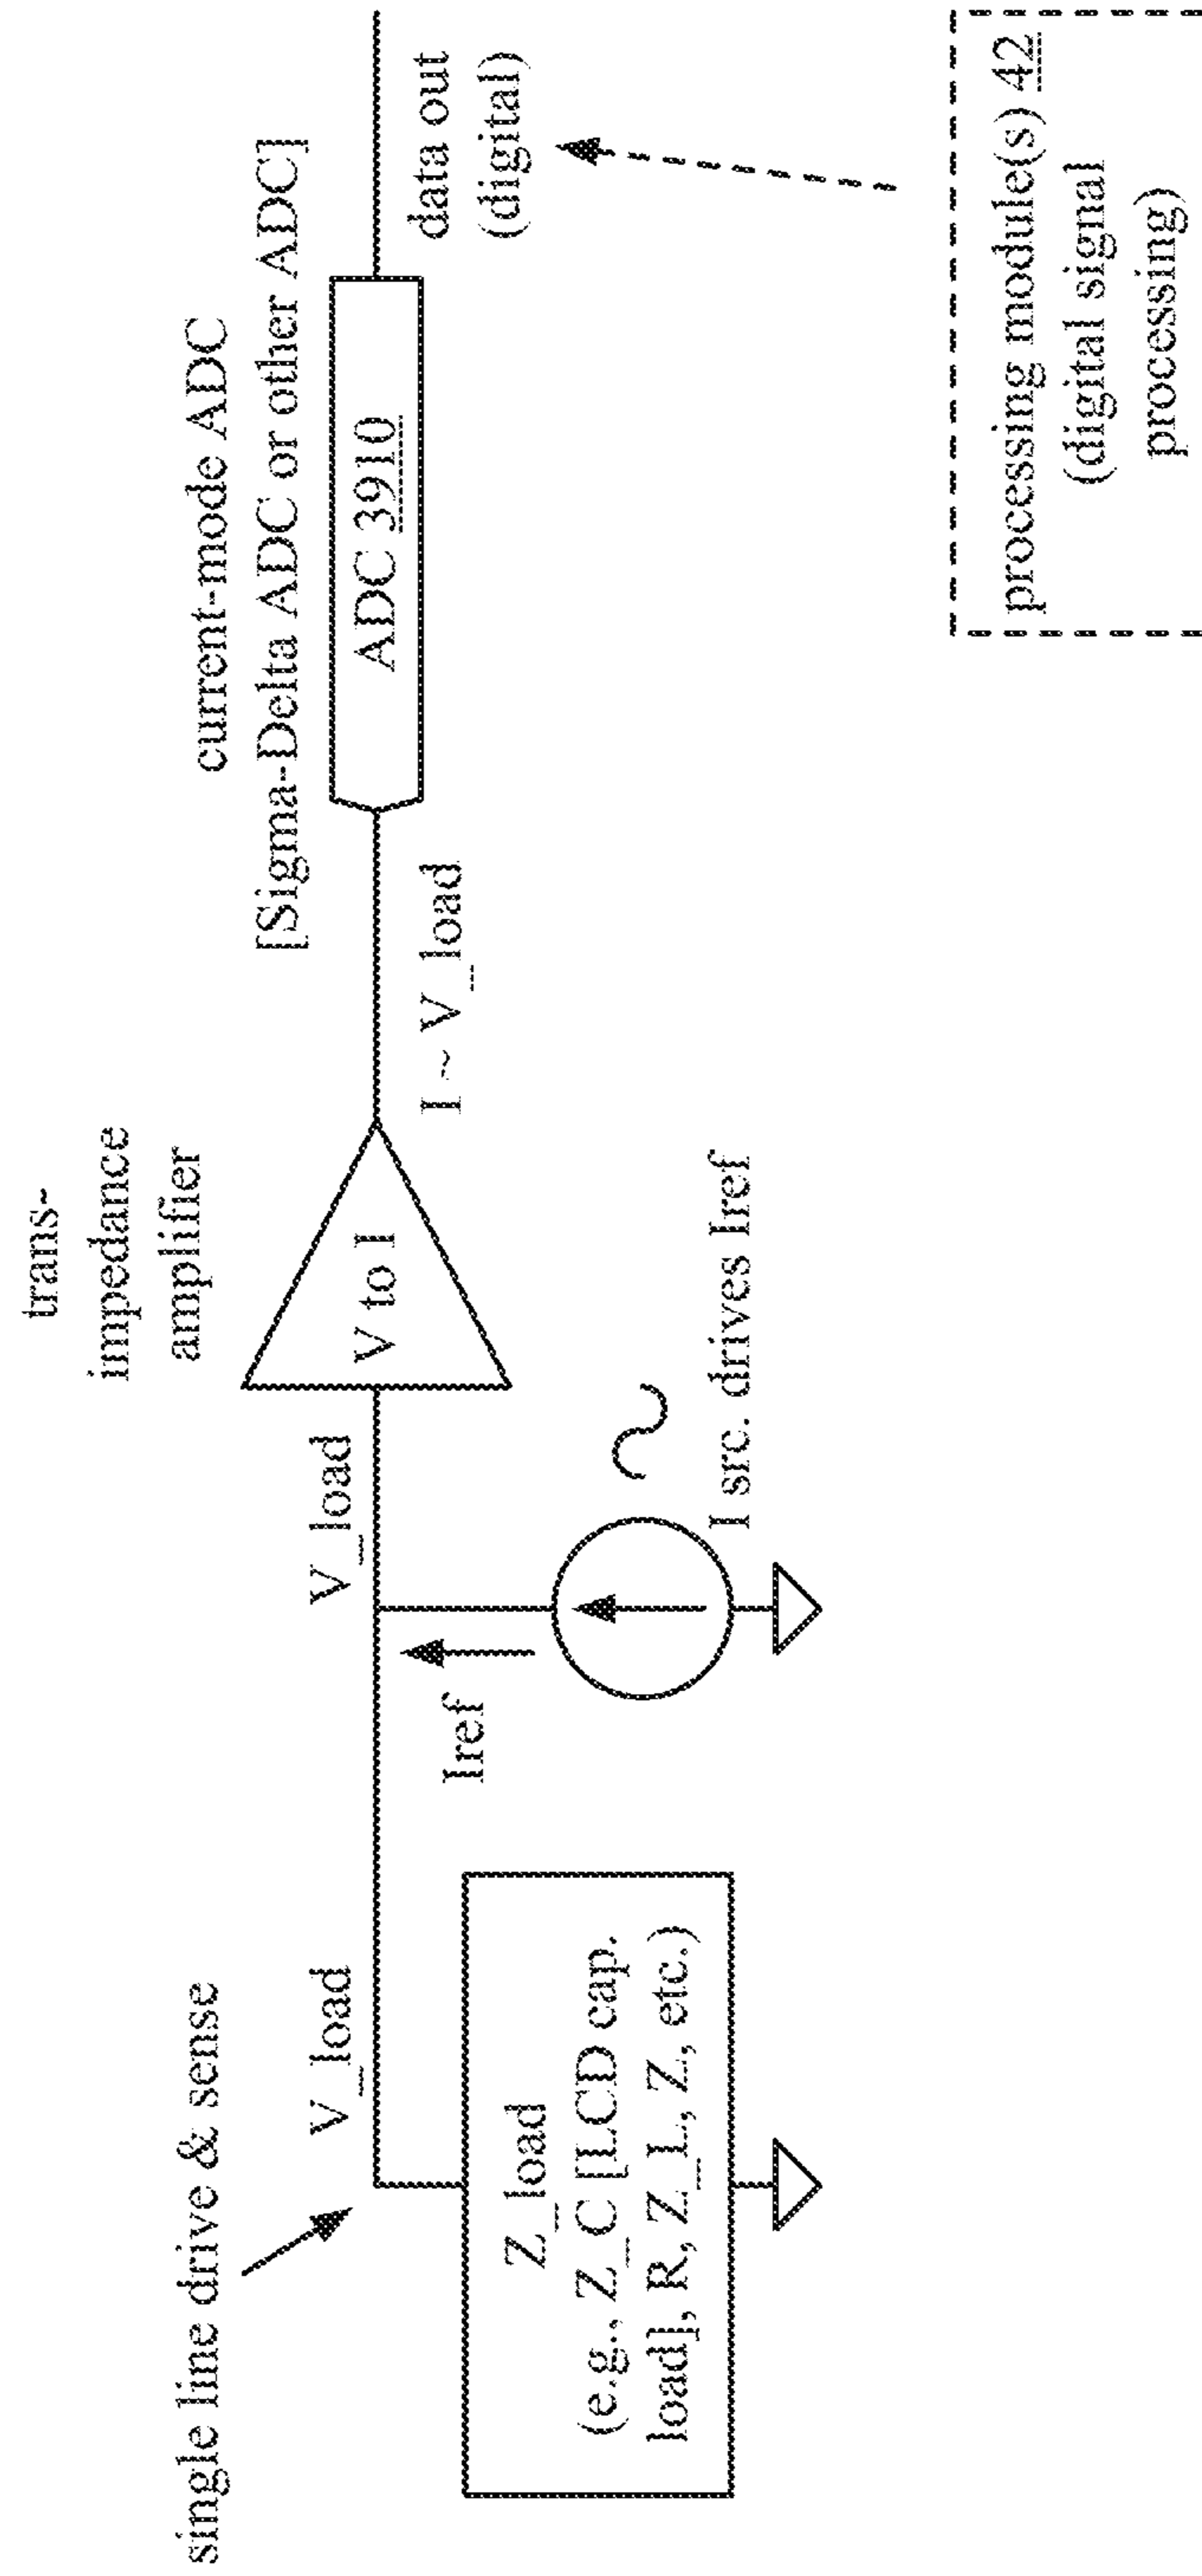 single line drive & sense
V_load
Z_load
(e.g., Z_C [LCD cap.
load], R, Z_L, Z, etc.)
Iref
V_load
I src. drives Iref
trans-
impedance
amplifier
V to I
I ~ V_load
current-mode ADC
[Sigma-Delta ADC or other ADC]
ADC 3910
data out
(digital)
processing module(s) 42
(digital signal
processing)